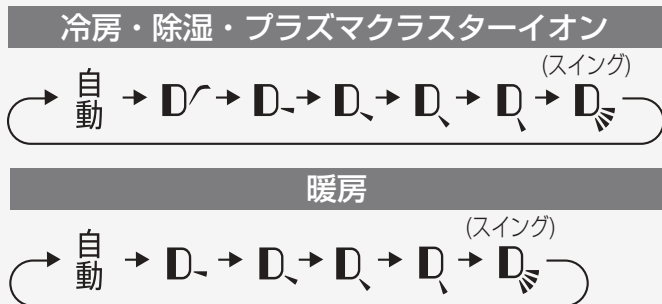 冷房・除湿・プラズマクラスターイオン
(スイング)
自動
暖房
(スイング)
自動